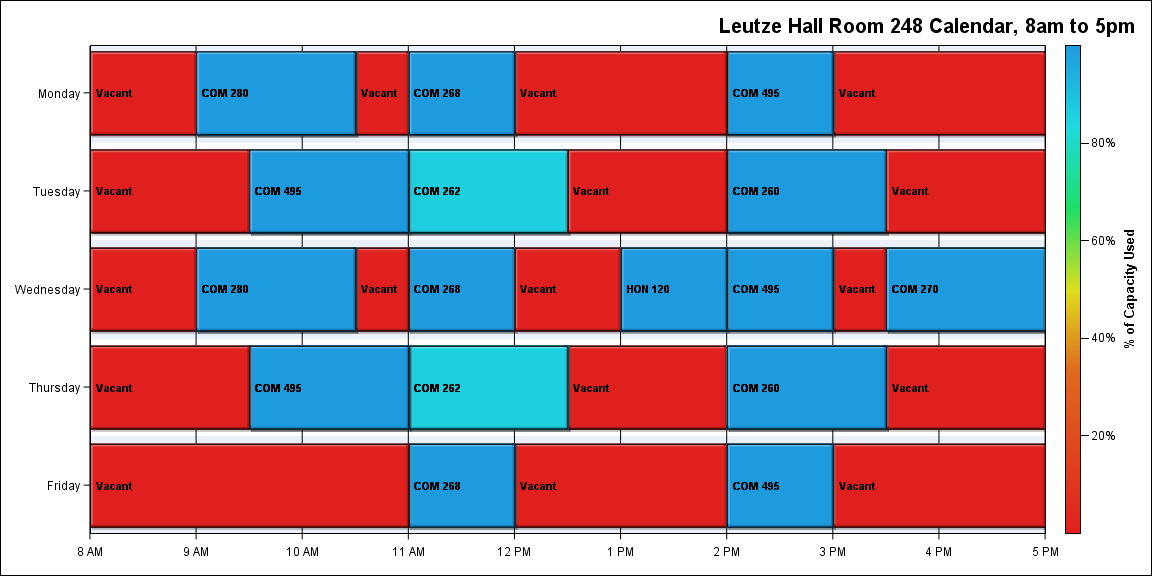 Leutze Hall Room 248 Calendar, 8am to 5pm
Monday
Vacant
COM 280
Vacant
COM 268
Vacant
COM 495
Vacant
Tuesday
Vacant
COM 495
COM 262
Vacant
COM 260
Vacant
Wednesday
Vacant
COM 280
Vacant
COM 268
Vacant
HON 120
COM 495
Vacant
COM 270
Thursday
Vacant
COM 495
COM 262
Vacant
COM 260
Vacant
Friday
Vacant
COM 268
Vacant
COM 495
Vacant
8 AM
9 AM
10 AM
11 AM
12 PM
1 PM
2 PM
3 PM
4 PM
5 PM
80%
60%
40%
20%
% of Capacity Used